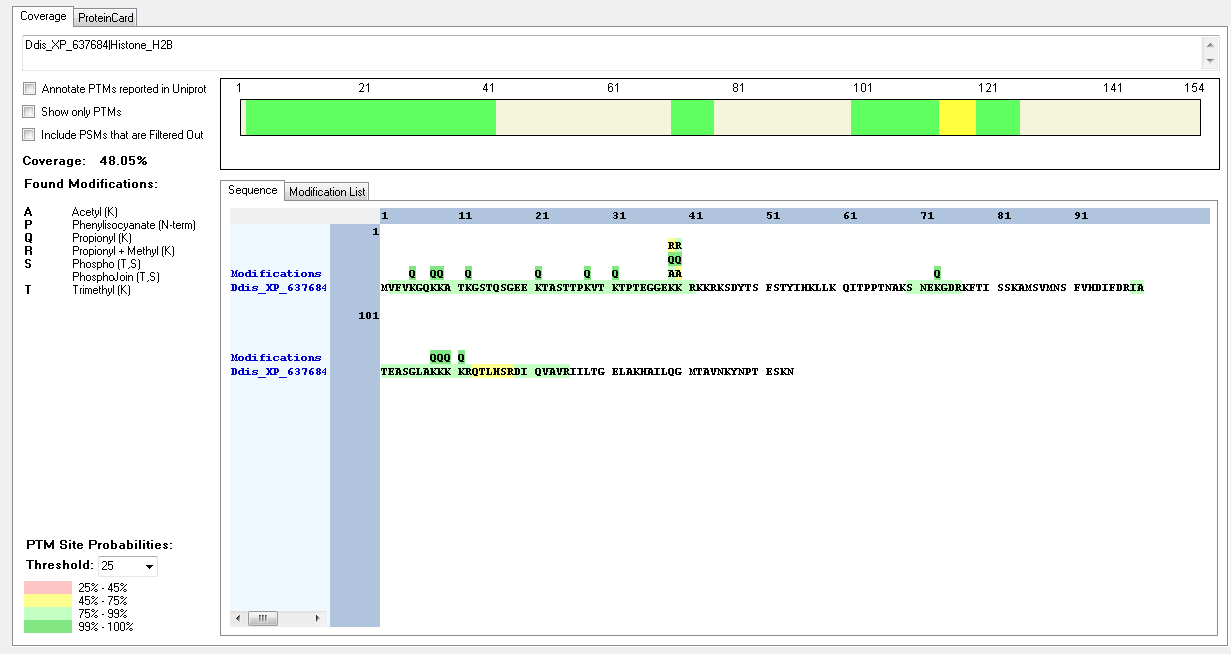 Coverage ProteinCard
Ddis_XP_637684|Histone_H2B
Annotate PTMs reported in Uniprot
Show only PTMs
Include PSMs that are Filtered Out
Coverage: 48.05%
Found Modifications:
A Acetyl (K)
P Phenylisocyanate (N-term)
Q Propionyl (K)
R Propionyl + Methyl (K)
S Phospho (T,S)
PhosphoJoin (T,S)
T Trimethyl (K)
1 21 41 61 81 101 121 141 154
Sequence Modification List
1 11 21 31 41 51 61 71 81 91
1
RR
QQ
Modifications Q QQ Q Q Q Q AA Q
Ddis_XP_637684 MVFVKGQKKA TKGSTQSGEE KTASTTPKVT KTPTEGGEKK RKKRKSDYTS FSTYIHKLLK QITPPTNAKS NEKGDRKFTI SSKAMSVMNS FVHDIFDRIA
101
Modifications QQQ Q
Ddis_XP_637684 TEASGLAKKK KRQTLHSRDI QVAVRIILTG ELAKHAILQG MTAVNKYNPT ESKN
PTM Site Probabilities:
Threshold: 25
25% - 45%
45% - 75%
75% - 99%
99% - 100%